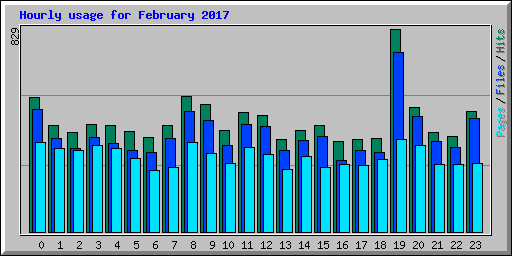 Hourly usage for February 2017
829
Pages / Files / Hits
0 1 2 3 4 5 6 7 8 9 10 11 12 13 14 15 16 17 18 19 20 21 22 23